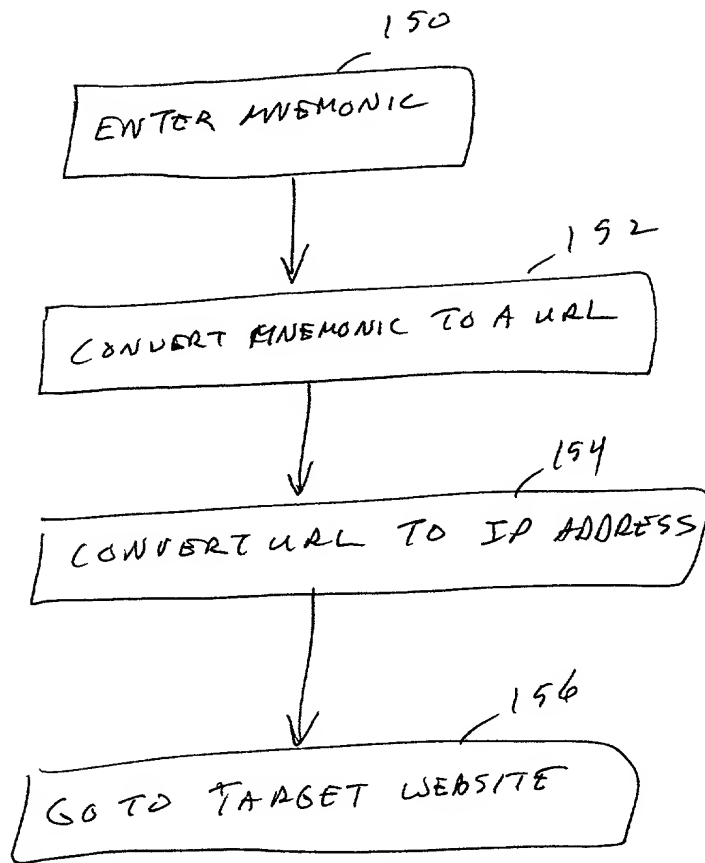 150
ENTER MNEMONIC
152
CONVERT MNEMONIC TO A URL
154
CONVERT URL TO IP ADDRESS
156
GO TO TARGET WEBSITE